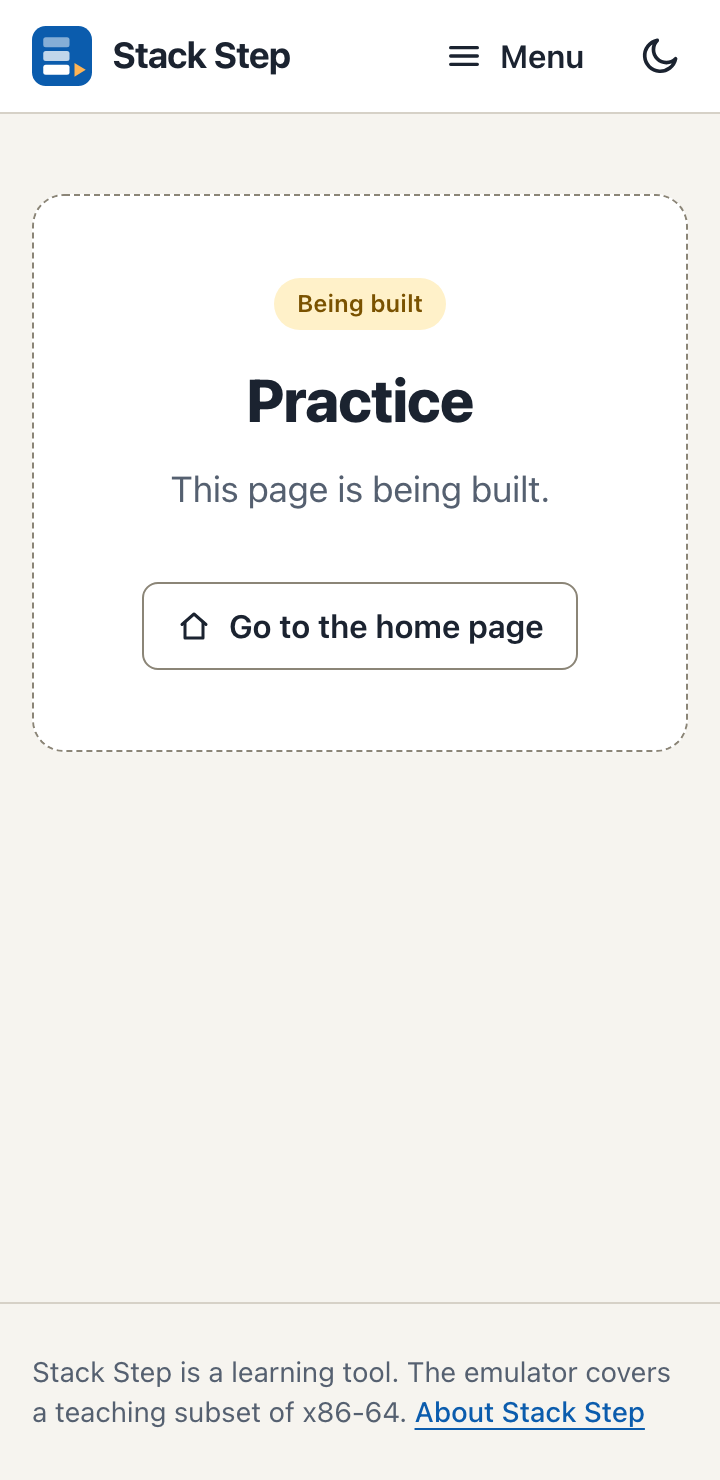 Stack Step
Menu
Being built
Practice
This page is being built.
Go to the home page
Stack Step is a learning tool. The emulator covers
a teaching subset of x86-64. About Stack Step